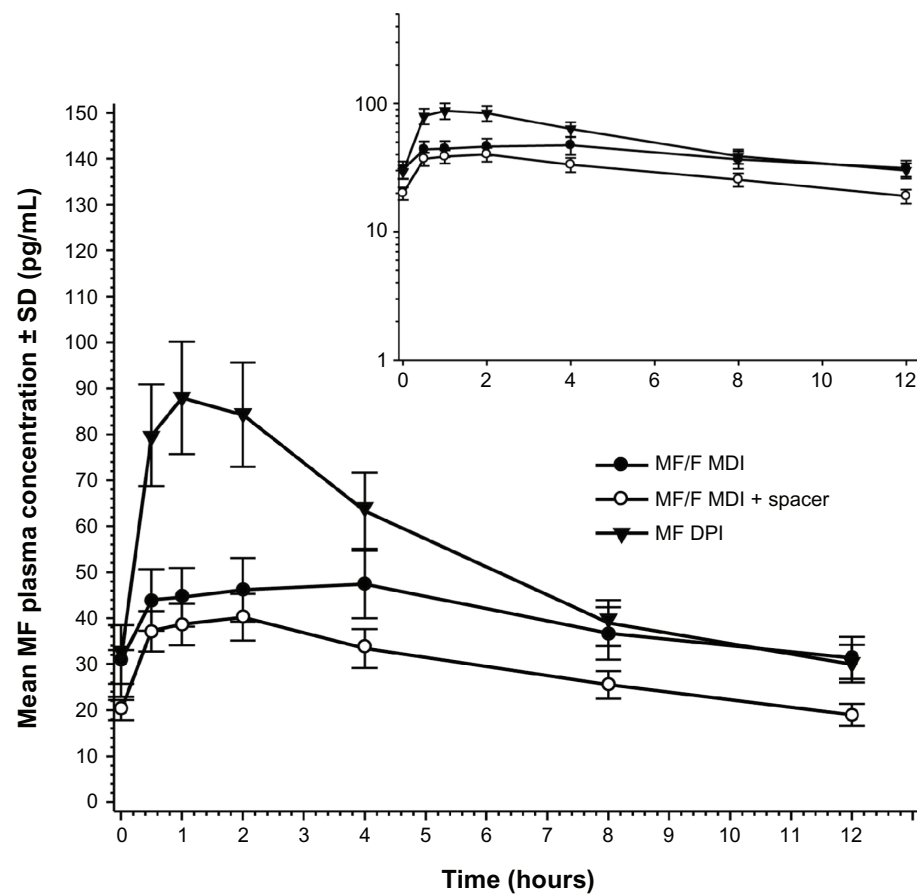 100
10
1
0 2 4 6 8 10 12
150
140
130
120
110
100
90
80
70
60
50
40
30
20
10
0
Mean MF plasma concentration ± SD (pg/mL)
MF/F MDI
MF/F MDI + spacer
MF DPI
0 1 2 3 4 5 6 7 8 9 10 11 12
Time (hours)